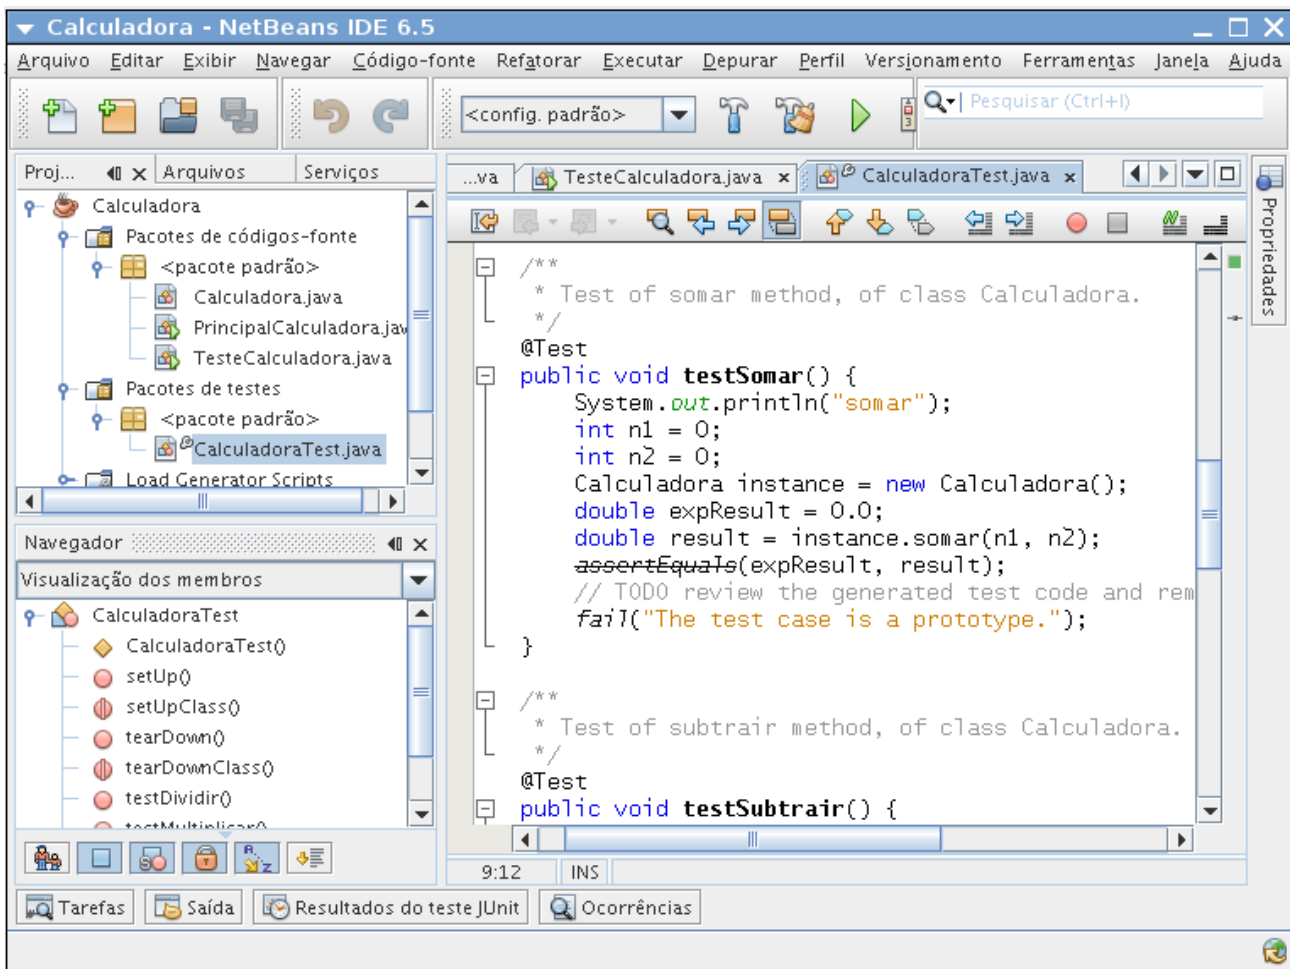 Calculadora - NetBeans IDE 6.5
Arquivo Editar Exibir Navegar Código-fonte Refatorar Executar Depurar Perfil Versionamento Ferramentas Janela Ajuda
<config. padrão>
Pesquisar (Ctrl+I)
Proj... Arquivos Serviços
Calculadora
Pacotes de códigos-fonte
<pacote padrão>
Calculadora.java
PrincipalCalculadora.jav
TesteCalculadora.java
Pacotes de testes
<pacote padrão>
CalculadoraTest.java
Load Generator Scripts
Navegador
Visualização dos membros
CalculadoraTest
CalculadoraTest()
setUp()
setUpClass()
tearDown()
tearDownClass()
testDividir()
testMultiplicar()
...va TesteCalculadora.java CalculadoraTest.java
/**
* Test of somar method, of class Calculadora.
*/
@Test
public void testSomar() {
System.out.println("somar");
int n1 = 0;
int n2 = 0;
Calculadora instance = new Calculadora();
double expResult = 0.0;
double result = instance.somar(n1, n2);
assertEquals(expResult, result);
// TODO review the generated test code and rem
fail("The test case is a prototype.");
}
/**
* Test of subtrair method, of class Calculadora.
*/
@Test
public void testSubtrair() {
9:12 INS
Propriedades
Tarefas Saída Resultados do teste JUnit Ocorrências